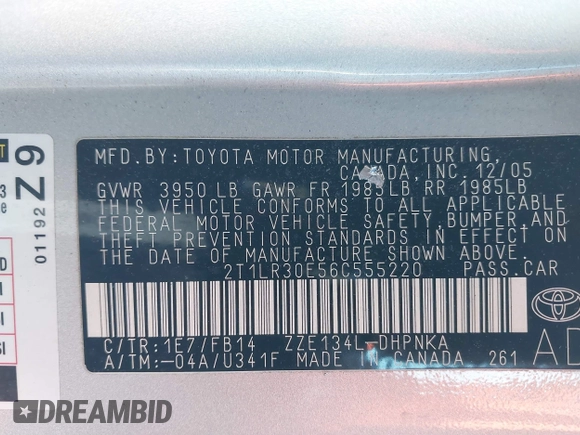 MFD.BY:TOYOTA MOTOR MANUFACTURING,
CANADA, INC. 12/05
GVWR 3950 LB GAWR FR 1985LB RR 1985LB
THIS VEHICLE CONFORMS TO ALL APPLICABLE
FEDERAL MOTOR VEHICLE SAFETY, BUMPER, AND
THEFT PREVENTION STANDARDS IN EFFECT ON
THE DATE OF MANUFACTURE SHOWN ABOVE.
2T1LR30E56C555220 PASS.CAR
C/TR:1E7/FB14 ZZE134L-DHPNKA
A/TM:-04A/U341F MADE IN CANADA 261
TOYOTA
01192
Z9
DREAMBID